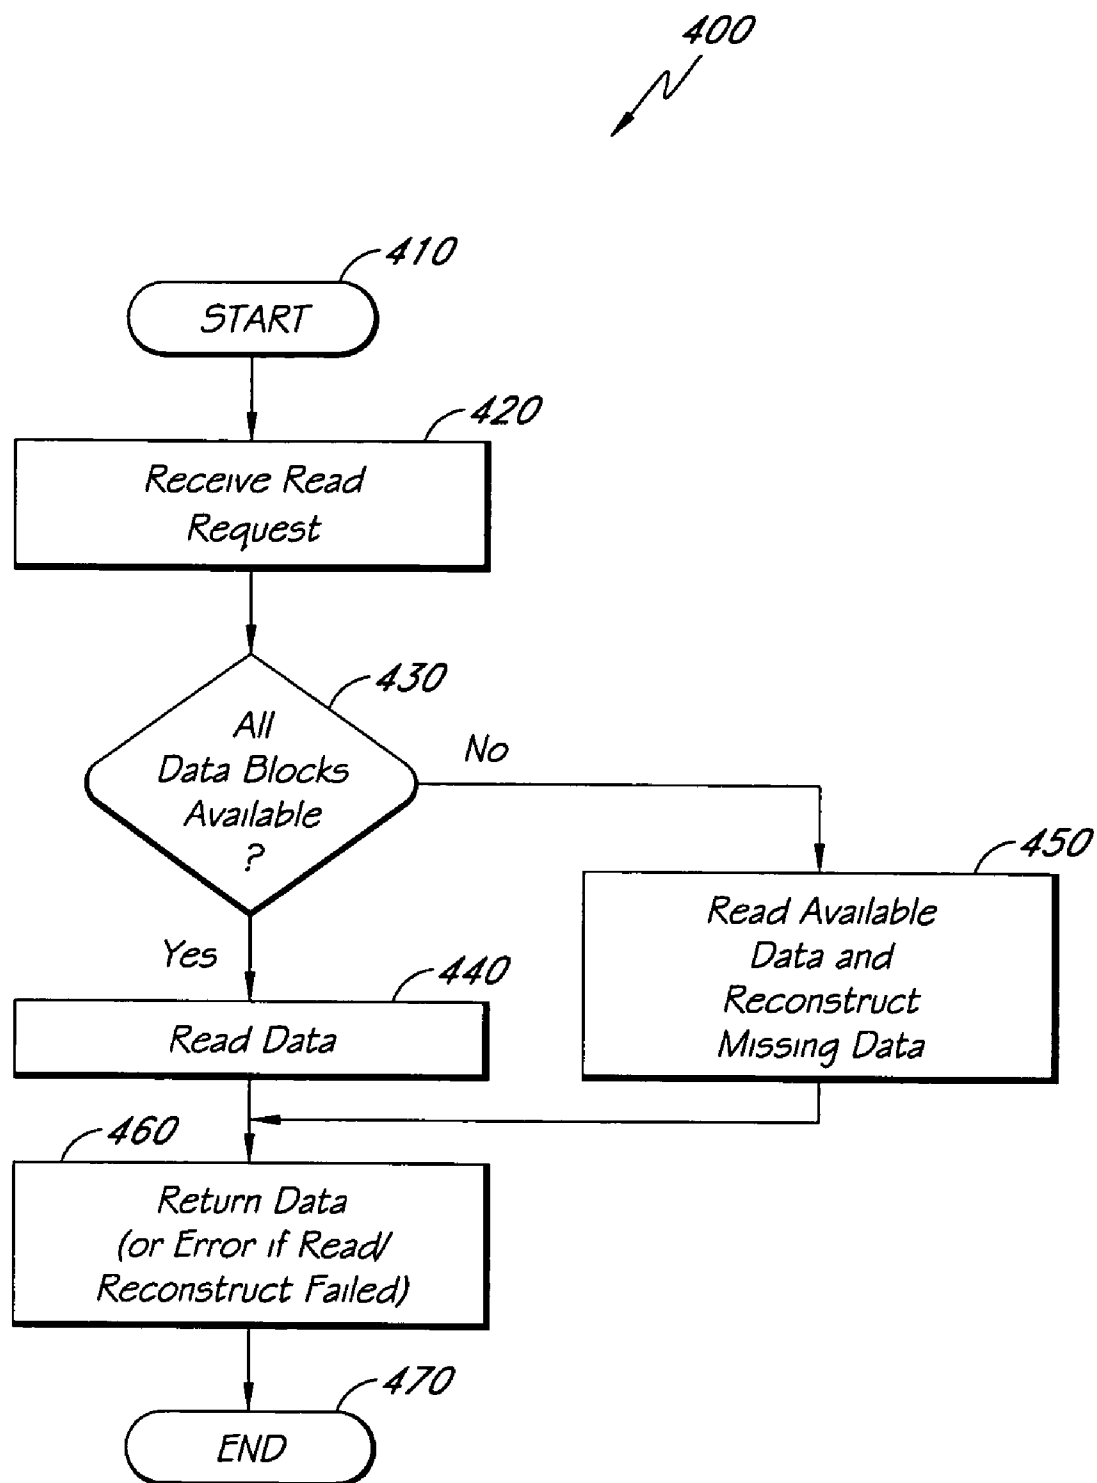 400
410
START
420
Receive Read
Request
430
All
Data Blocks
Available
?
No
Yes
450
Read Available
Data and
Reconstruct
Missing Data
440
Read Data
460
Return Data
(or Error if Read/
Reconstruct Failed)
470
END